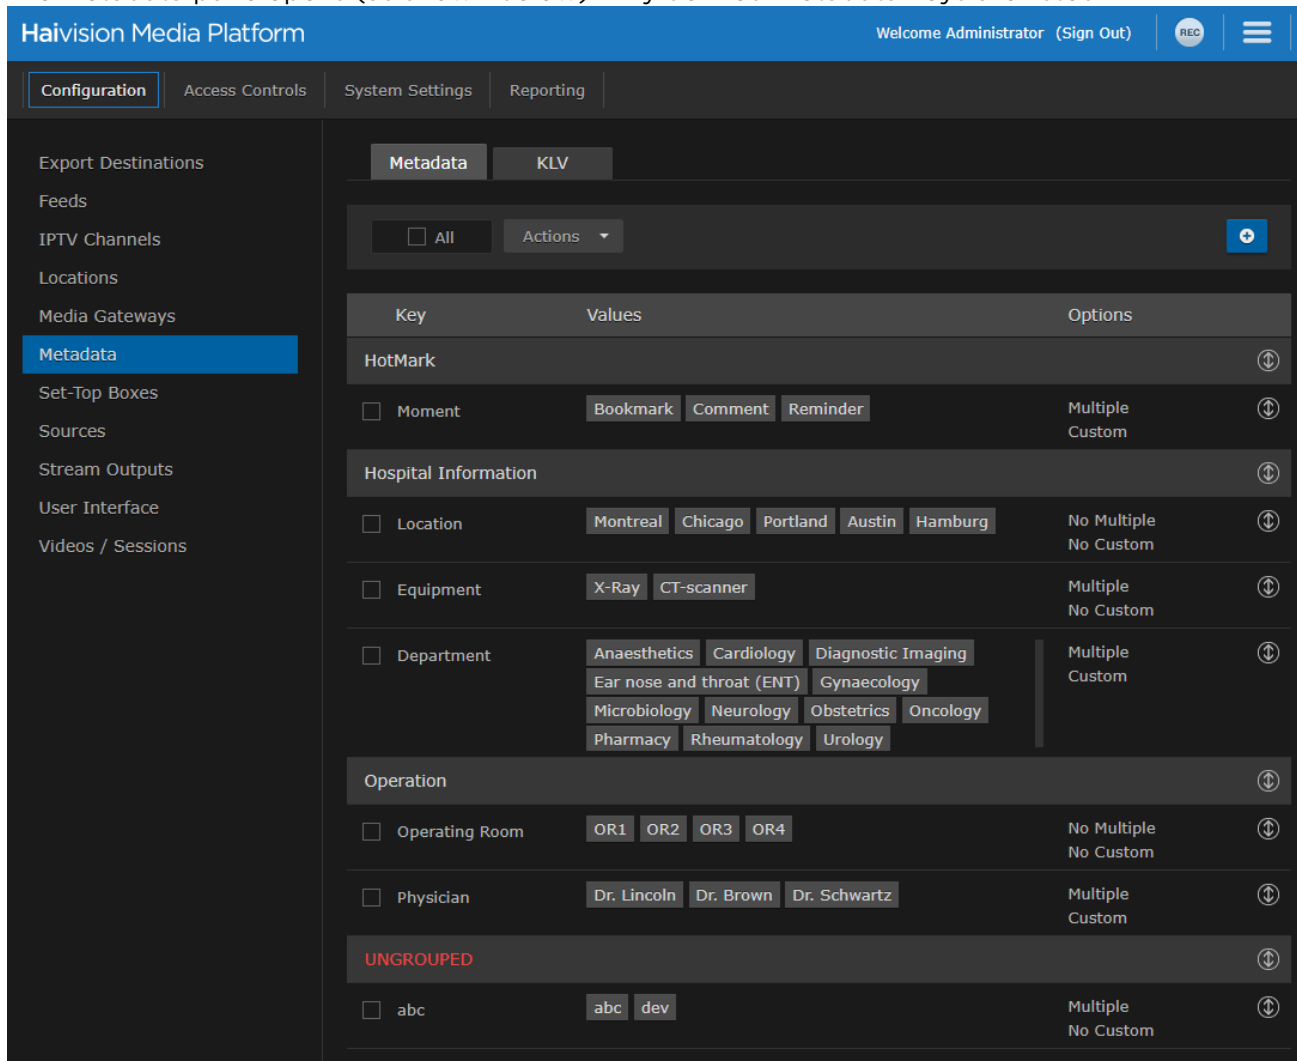 Haivision Media Platform
Welcome Administrator (Sign Out)
REC
Configuration Access Controls System Settings Reporting
Export Destinations
Feeds
IPTV Channels
Locations
Media Gateways
Metadata
Set-Top Boxes
Sources
Stream Outputs
User Interface
Videos / Sessions
Metadata KLV
All Actions
Key Values Options
HotMark
Moment Bookmark Comment Reminder Multiple
Custom
Hospital Information
Location Montreal Chicago Portland Austin Hamburg No Multiple
No Custom
Equipment X-Ray CT-scanner Multiple
No Custom
Department Anaesthetics Cardiology Diagnostic Imaging Multiple
Ear nose and throat (ENT) Gynaecology Custom
Microbiology Neurology Obstetrics Oncology
Pharmacy Rheumatology Urology
Operation
Operating Room OR1 OR2 OR3 OR4 No Multiple
No Custom
Physician Dr. Lincoln Dr. Brown Dr. Schwartz Multiple
Custom
UNGROUPED
abc abc dev Multiple
No Custom